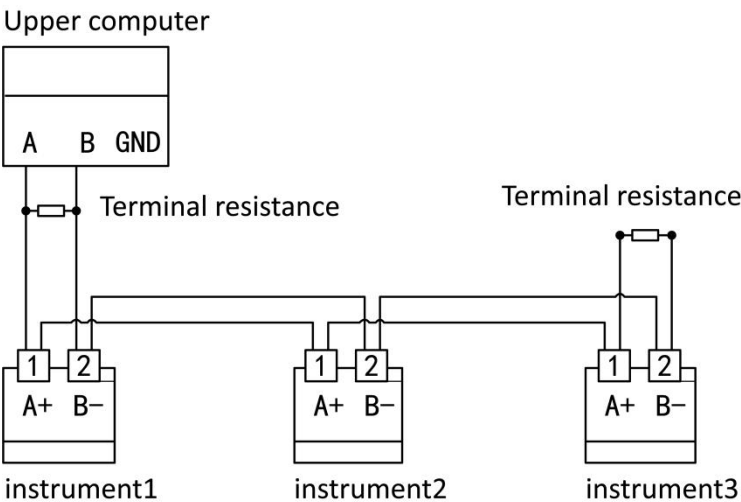 Upper computer
A B GND
Terminal resistance
Terminal resistance
1 2 1 2 1 2
A+ B− A+ B− A+ B−
instrument1 instrument2 instrument3